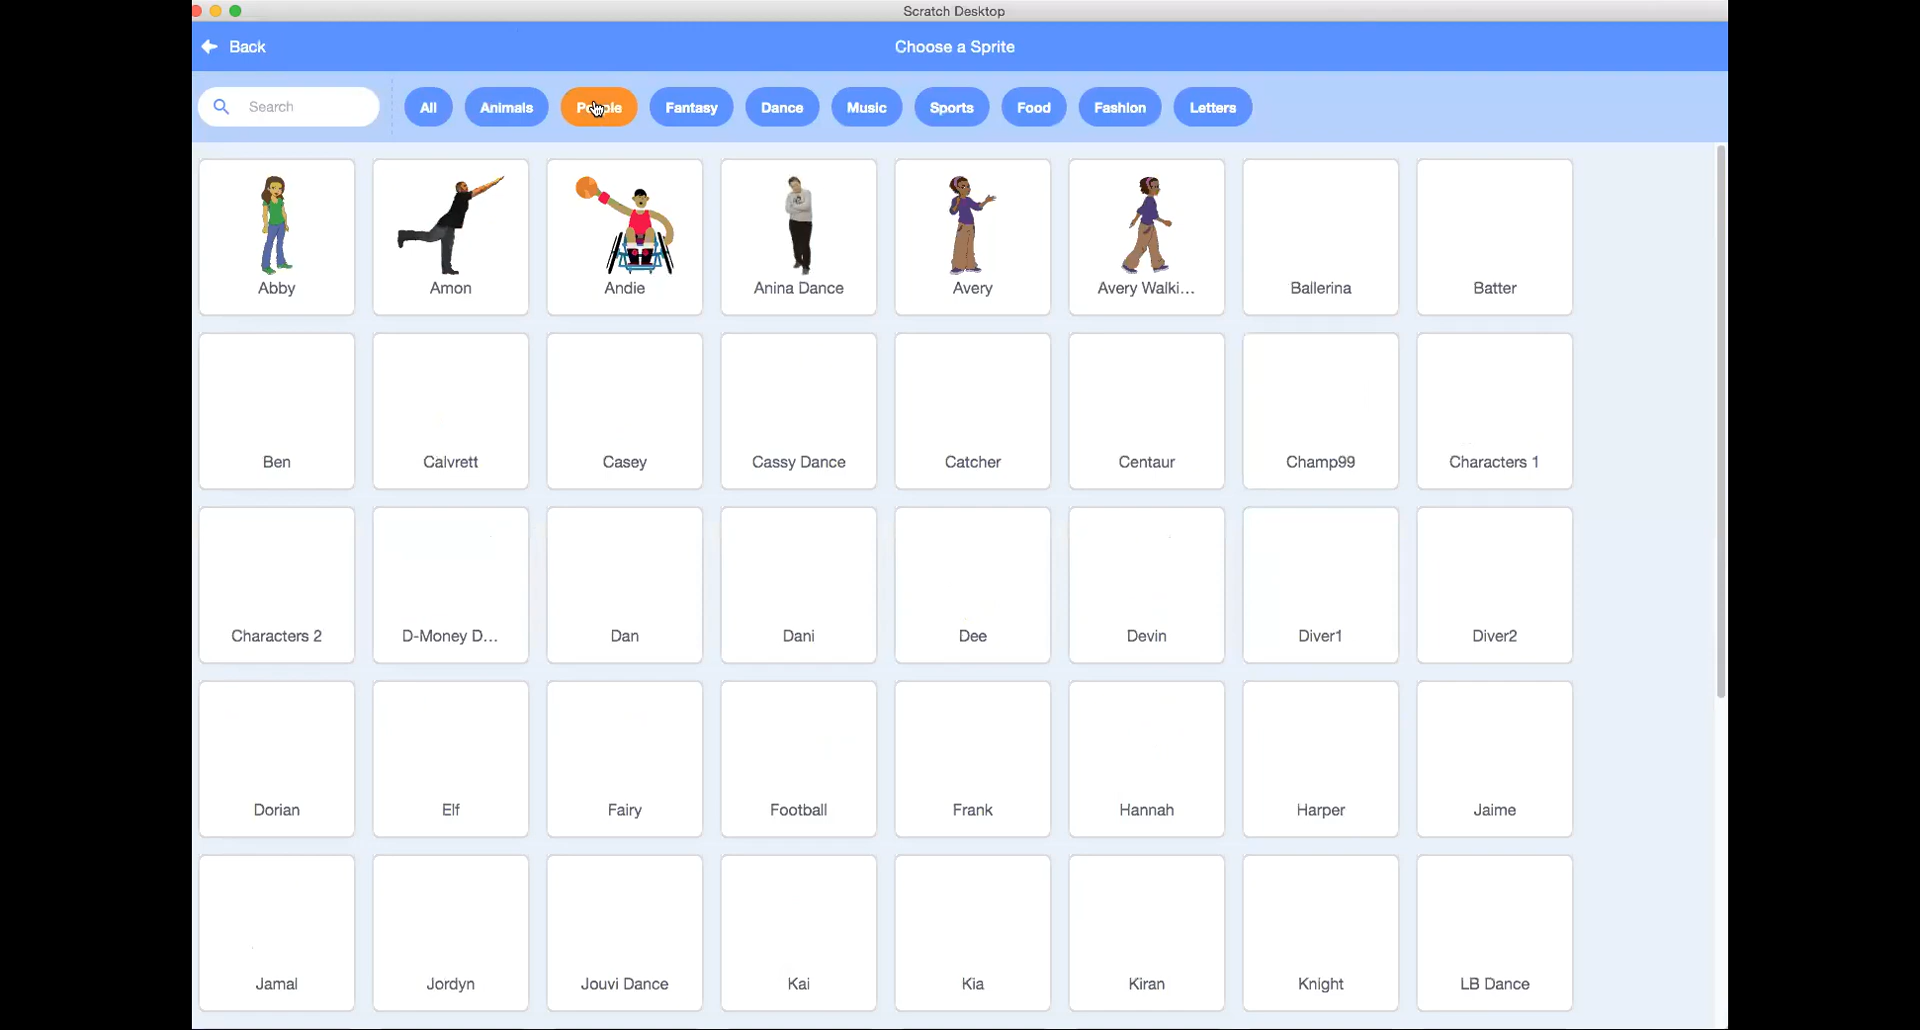 Scratch Desktop
Back
Choose a Sprite
Search
All
Animals
Fantasy
Dance
Music
Sports
Food
Fashion
Letters
Abby
Amon
Andie
Anina Dance
Avery
Avery Walki...
Ballerina
Batter
Ben
Calvrett
Casey
Cassy Dance
Catcher
Centaur
Champ99
Characters 1
Characters 2
D-Money D...
Dan
Dani
Dee
Devin
Diver1
Diver2
Dorian
Elf
Fairy
Football
Frank
Hannah
Harper
Jaime
Jamal
Jordyn
Jouvi Dance
Kai
Kia
Kiran
Knight
LB Dance